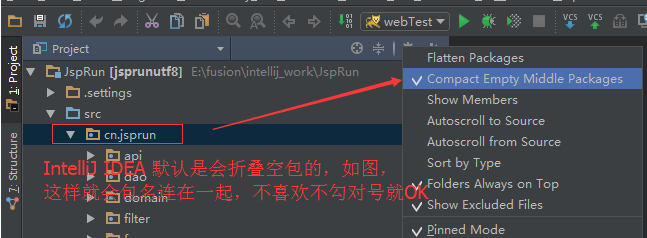 webTest
Project
1: Project
7: Structure
JspRun [jsprunutf8] E:\fusion\intellij_work\JspRun
.settings
src
cn.jsprun
api
dao
domain
filter
IntelliJ IDEA 默认是会折叠空包的，如图，
这样就会包名连在一起，不喜欢不勾对号就OK
Flatten Packages
Compact Empty Middle Packages
Show Members
Autoscroll to Source
Autoscroll from Source
Sort by Type
Folders Always on Top
Show Excluded Files
Pinned Mode
VCS
VCS